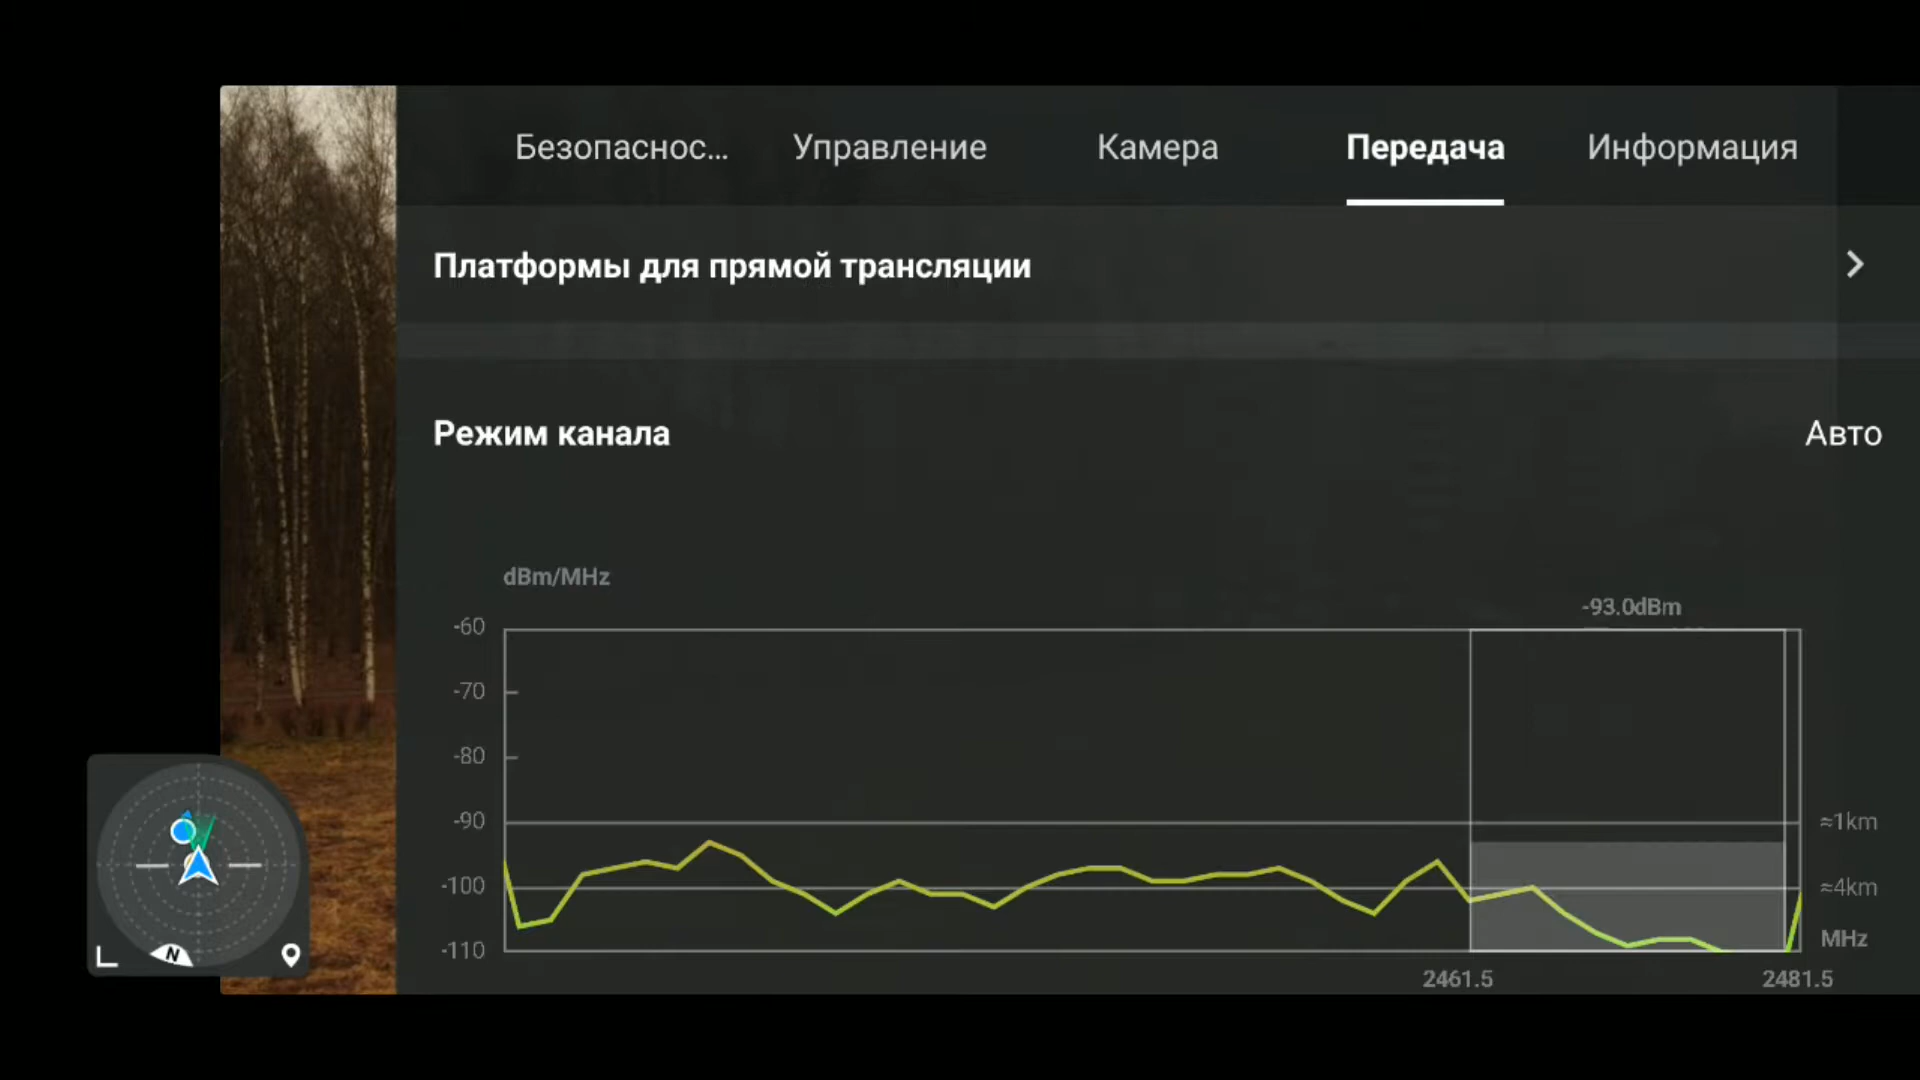 Безопаснос...
Управление
Камера
Передача
Информация
Платформы для прямой трансляции
Режим канала
Авто
dBm/MHz
-93.0dBm
-60
-70
-80
-90
≈1km
-100
≈4km
-110
MHz
2461.5
2481.5
N